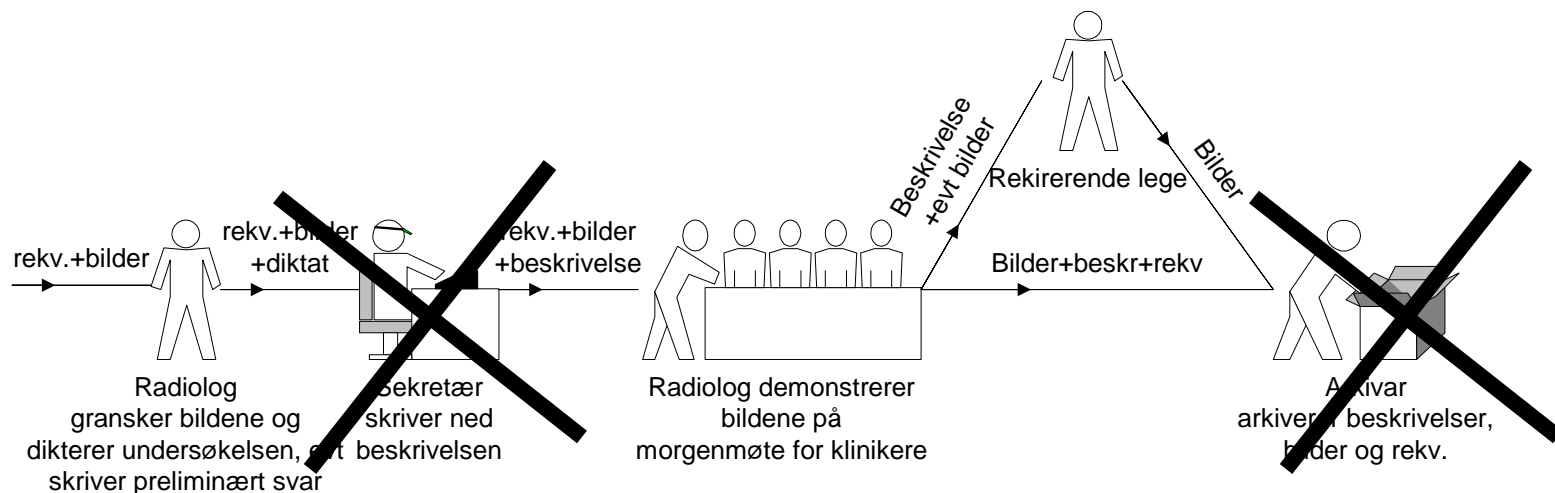 rekv.+bilder
Radiolog
gransker bildene og
dikterer undersøkelsen, evt
skriver preliminært svar
rekv.+bilder
+diktat
Sekretær
skriver ned
beskrivelsen
rekv.+bilder
+beskrivelse
Radiolog demonstrerer
bildene på
morgenmøte for klinikere
Beskrivelse
+evt bilder
Rekirerende lege
Bilder
Bilder+beskr+rekv
Arkivar
arkiverer beskrivelser,
bilder og rekv.